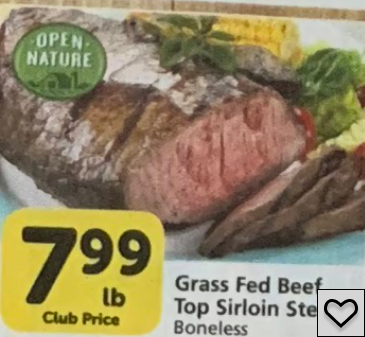 OPEN
NATURE
7.99
lb
Club Price
Grass Fed Beef
Top Sirloin
Boneless